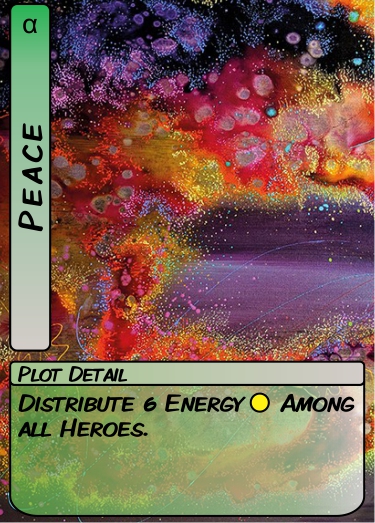 α
PEACE
PLOT DETAIL
DISTRIBUTE 6 ENERGY AMONG
ALL HEROES.